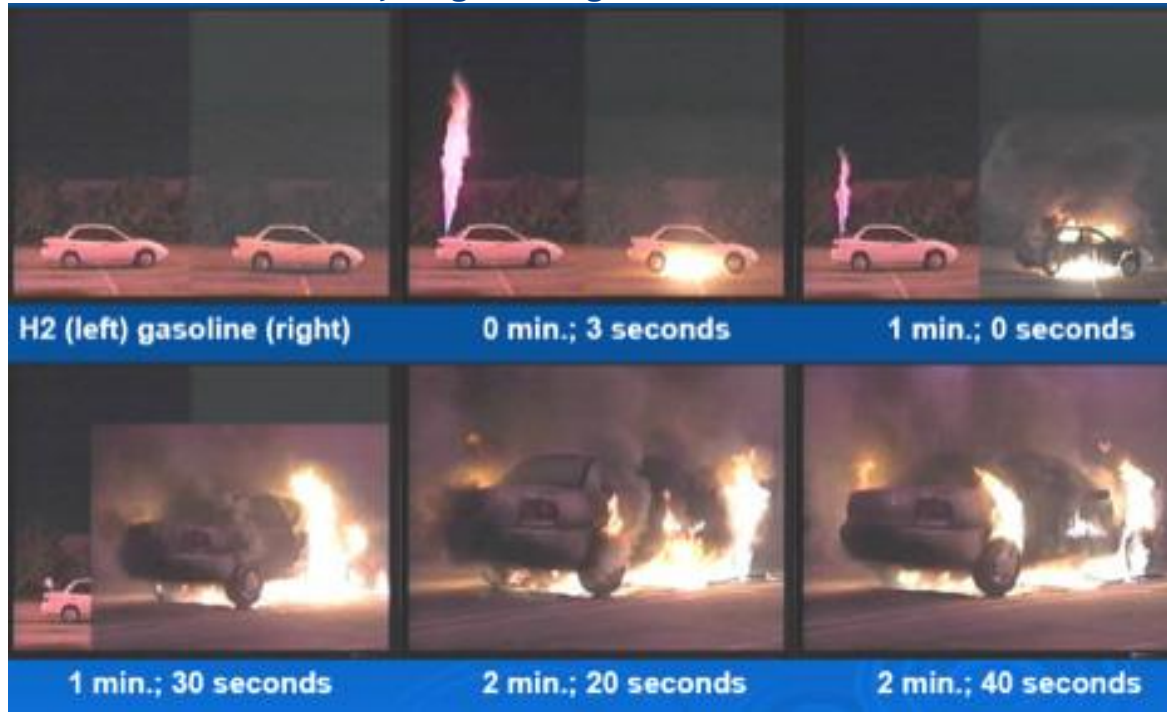 H2 (left) gasoline (right)
0 min.; 3 seconds
1 min.; 0 seconds
1 min.; 30 seconds
2 min.; 20 seconds
2 min.; 40 seconds